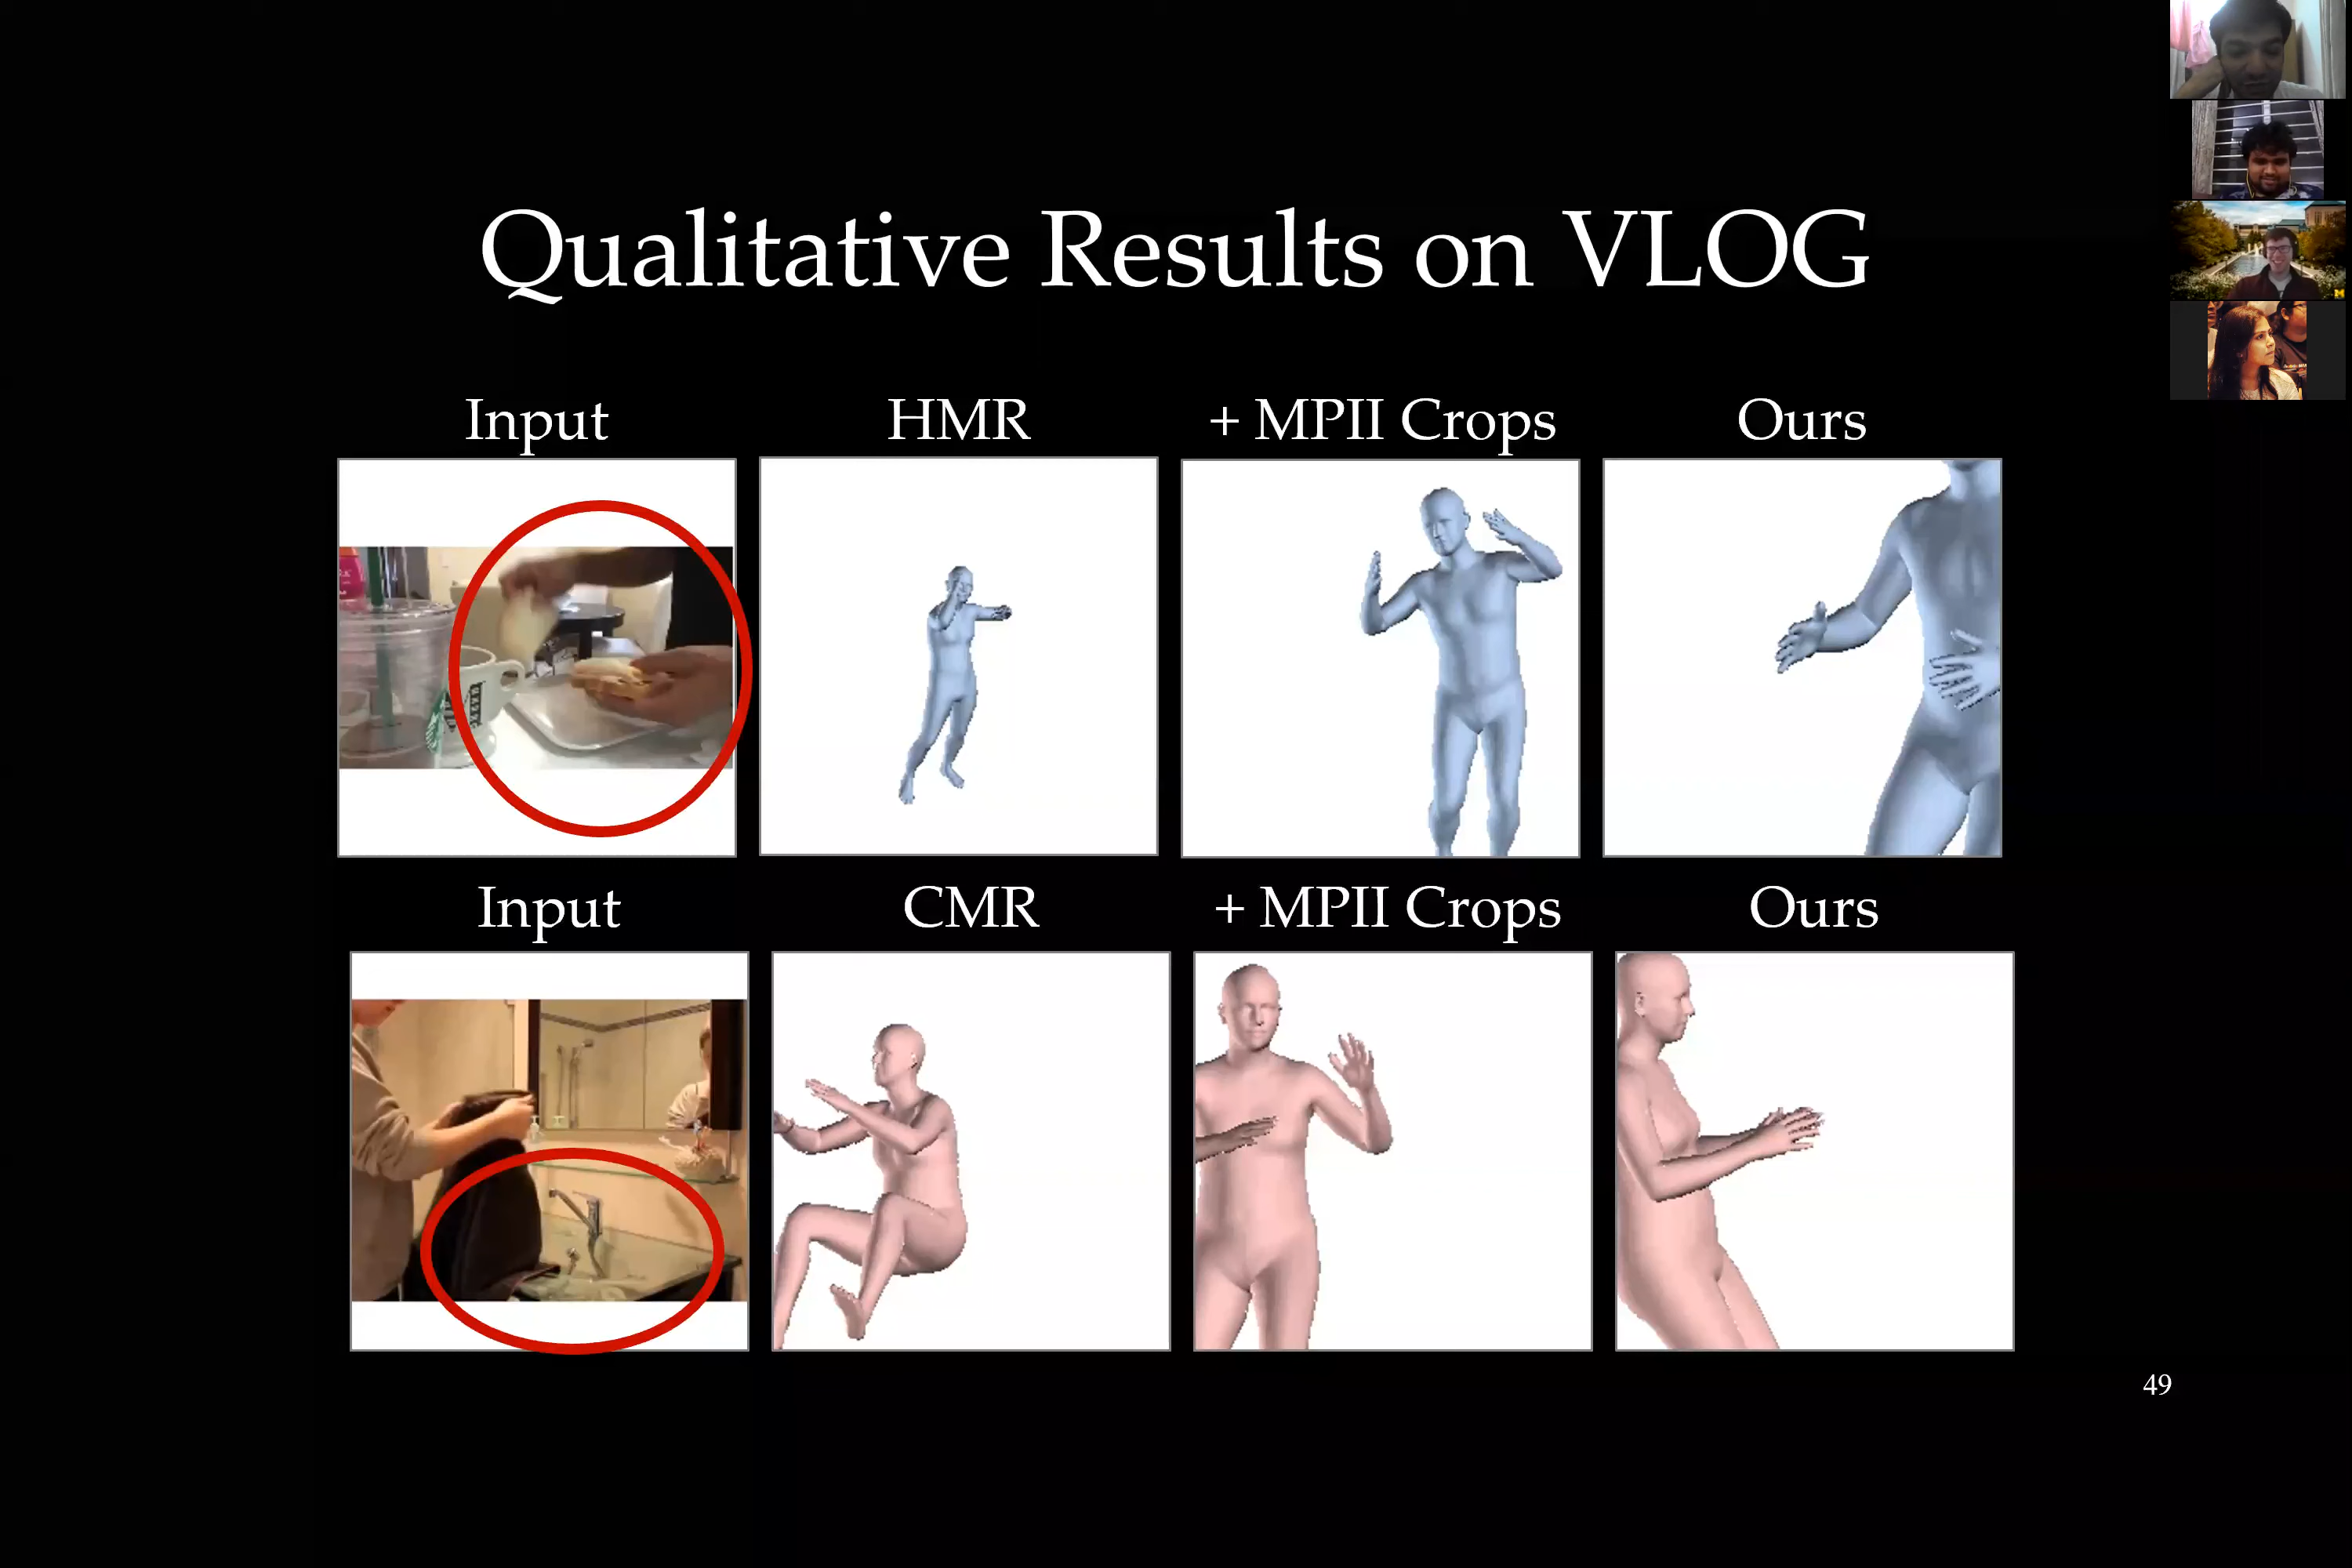 Qualitative Results on VLOG
Input HMR + MPII Crops Ours
Input CMR + MPII Crops Ours
49